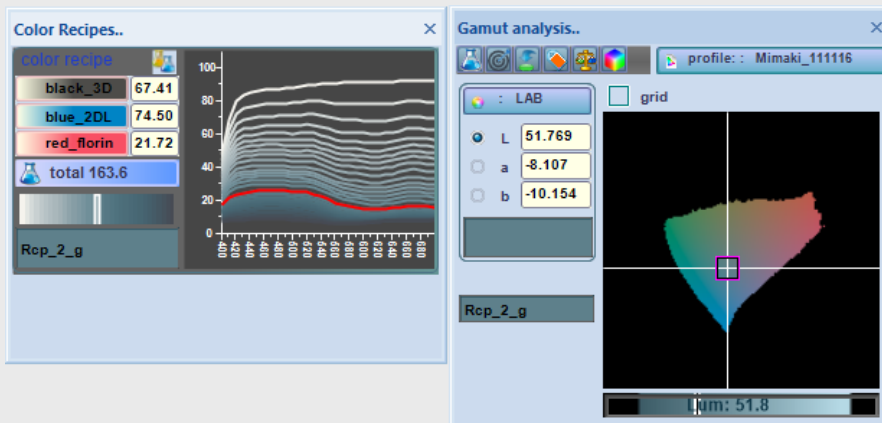 Color Recipes..
color recipe
black_3D 67.41
blue_2DL 74.50
red_florin 21.72
total 163.6
Rcp_2_g
100
80
60
40
20
0
400 420 440 460 480 500 520 540 560 580 600 620 640 660 680
Gamut analysis..
profile: : Mimaki_111116
: LAB
grid
L 51.769
a -8.107
b -10.154
Rcp_2_g
Lum: 51.8